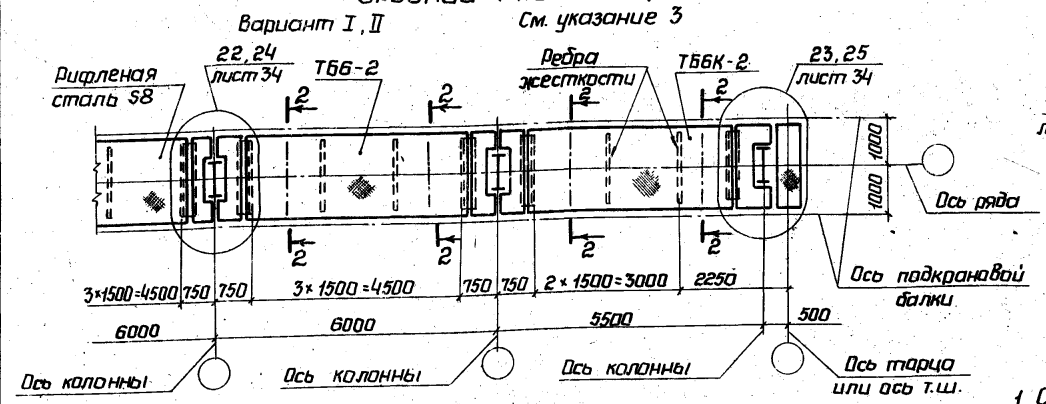 Вариант I, II
См. указание 3
22, 24
лист 34
ТБ6-2
Ребра
жесткости
ТБ6К-2
23, 25
лист 34
Рифленая
сталь S8
2 2 2 2
1000
1000
Ось ряда
2 2 2 2
Ось подкрановой
балки
3×1500=4500 750 750 3×1500=4500 750 750 2×1500=3000 2250
6000 6000 5500 500
Ось колонны Ось колонны Ось колонны
Ось торца
или ось т.ш.